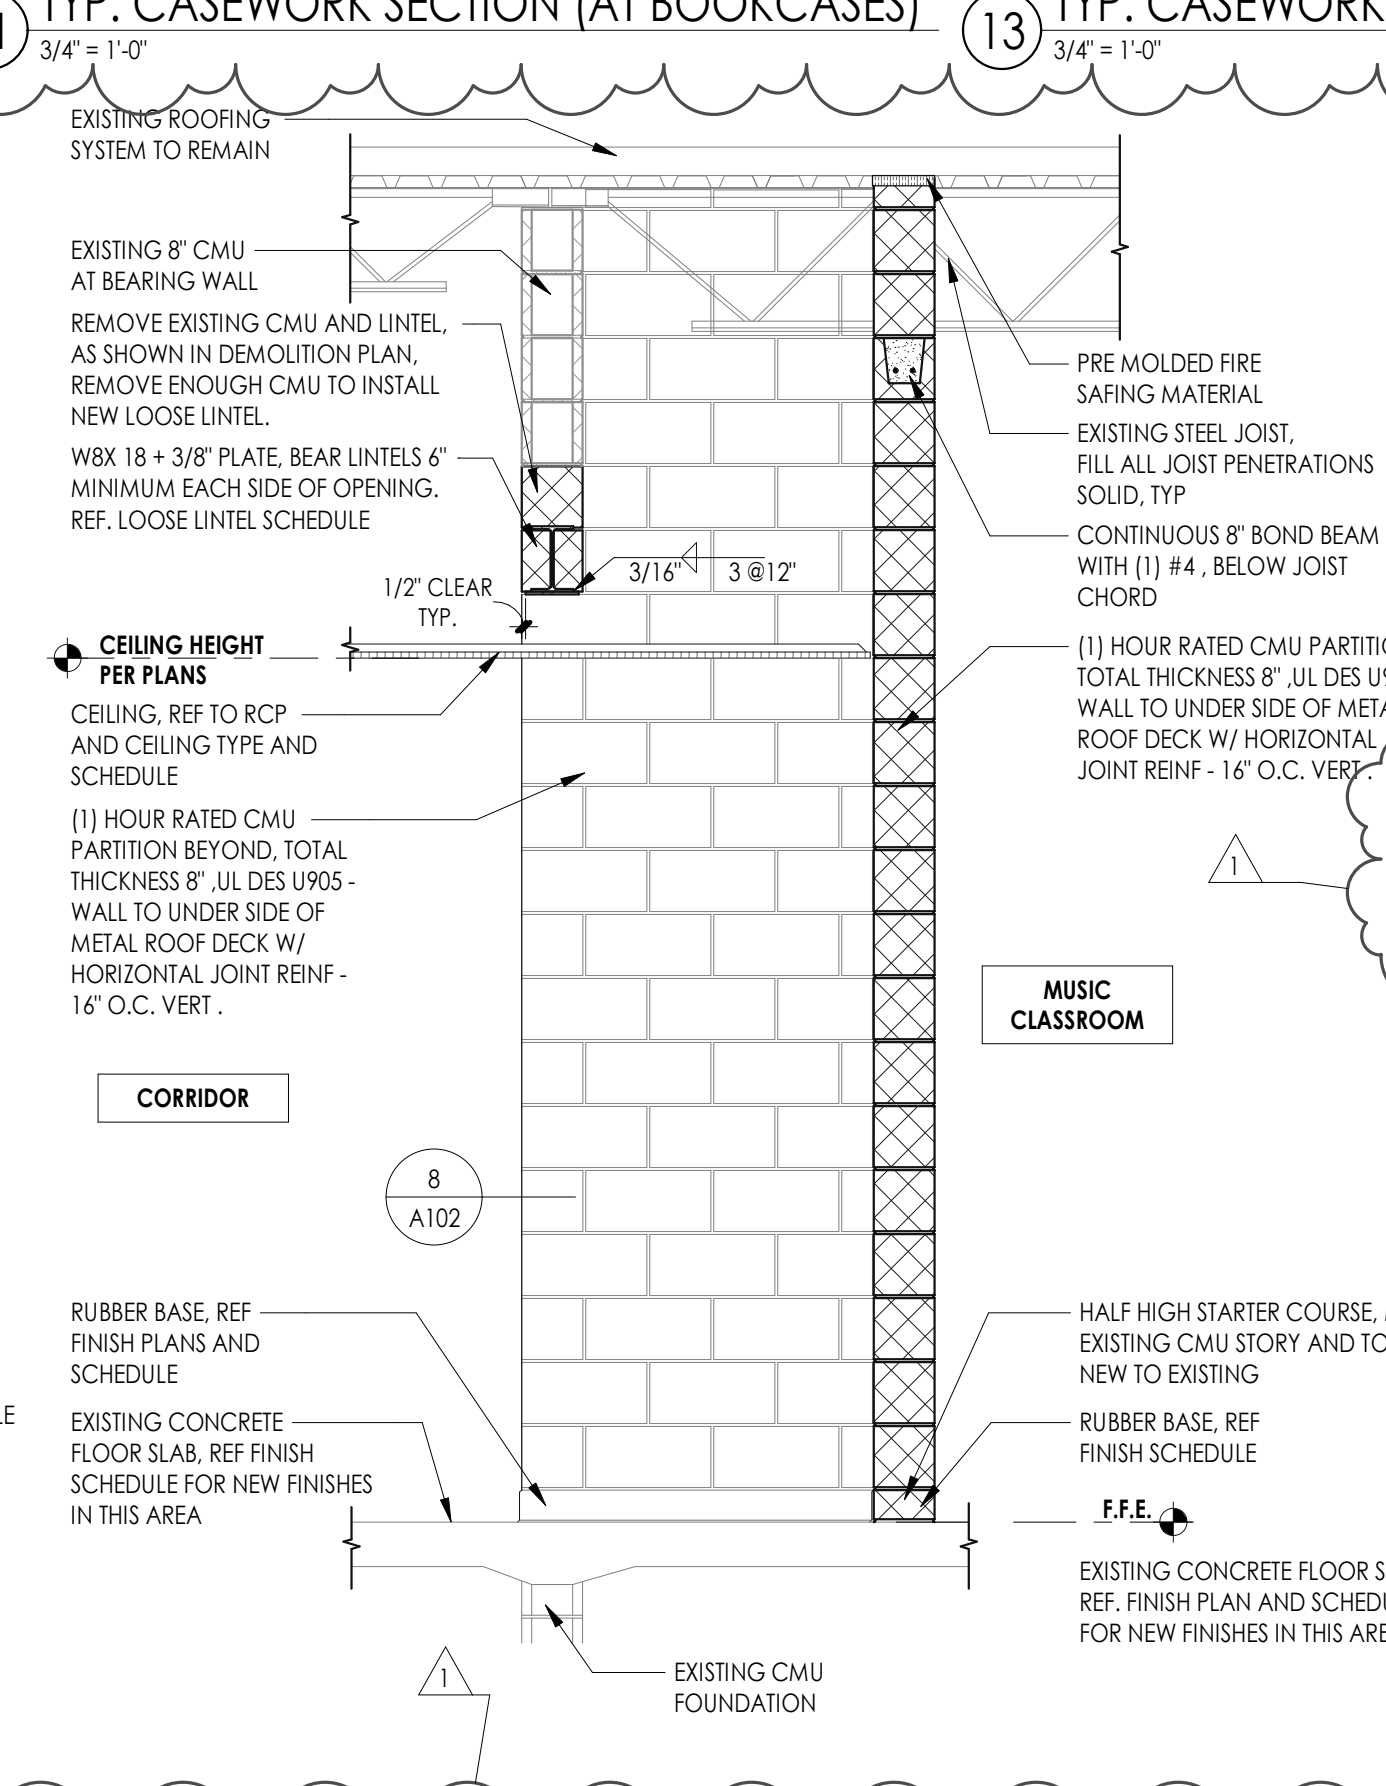 TYP. CASEWORK SECTION (AT BOOKCASES)
3/4" = 1'-0"
13
TYP. CASEWORK
3/4" = 1'-0"
EXISTING ROOFING
SYSTEM TO REMAIN
EXISTING 8" CMU
AT BEARING WALL
REMOVE EXISTING CMU AND LINTEL,
AS SHOWN IN DEMOLITION PLAN,
REMOVE ENOUGH CMU TO INSTALL
NEW LOOSE LINTEL.
W8X 18 + 3/8" PLATE, BEAR LINTELS 6"
MINIMUM EACH SIDE OF OPENING.
REF. LOOSE LINTEL SCHEDULE
3/16" 3 @12"
1/2" CLEAR
TYP.
CEILING HEIGHT
PER PLANS
CEILING, REF TO RCP
AND CEILING TYPE AND
SCHEDULE
(1) HOUR RATED CMU
PARTITION BEYOND, TOTAL
THICKNESS 8" ,UL DES U905 -
WALL TO UNDER SIDE OF
METAL ROOF DECK W/
HORIZONTAL JOINT REINF -
16" O.C. VERT .
CORRIDOR
8
A102
RUBBER BASE, REF
FINISH PLANS AND
SCHEDULE
EXISTING CONCRETE
FLOOR SLAB, REF FINISH
SCHEDULE FOR NEW FINISHES
IN THIS AREA
PRE MOLDED FIRE
SAFING MATERIAL
EXISTING STEEL JOIST,
FILL ALL JOIST PENETRATIONS
SOLID, TYP
CONTINUOUS 8" BOND BEAM
WITH (1) #4 , BELOW JOIST
CHORD
(1) HOUR RATED CMU
TOTAL THICKNESS 8" ,UL DES
WALL TO UNDER SIDE OF
ROOF DECK W/ HORIZONTAL
JOINT REINF - 16" O.C. VERT .
1
MUSIC
CLASSROOM
HALF HIGH STARTER COURSE,
EXISTING CMU STORY AND
NEW TO EXISTING
RUBBER BASE, REF
FINISH SCHEDULE
F.F.E.
EXISTING CONCRETE FLOOR
REF. FINISH PLAN AND
FOR NEW FINISHES IN THIS
EXISTING CMU
FOUNDATION
1